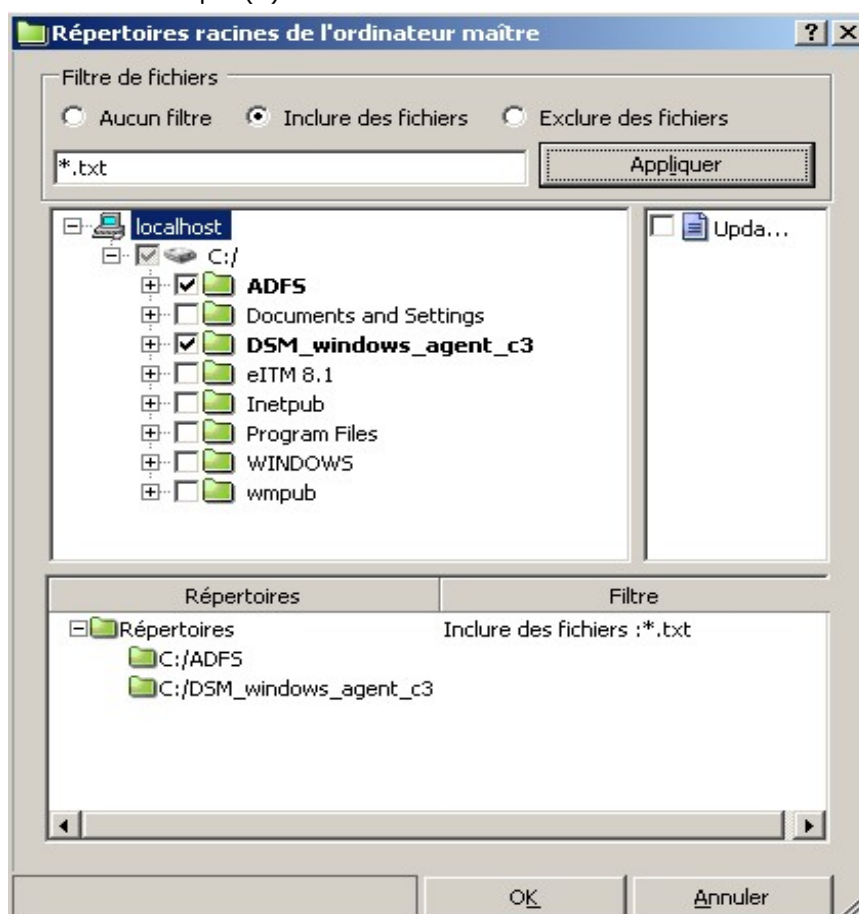 Répertoires racines de l'ordinateur maître
Filtre de fichiers
Aucun filtre Inclure des fichiers Exclure des fichiers
*.txt Appliquer
localhost
Upda...
C:/
ADFS
Documents and Settings
DSM_windows_agent_c3
eITM 8.1
Inetpub
Program Files
WINDOWS
wmpub
Répertoires Filtre
Répertoires Inclure des fichiers :*.txt
C:/ADFS
C:/DSM_windows_agent_c3
OK Annuler